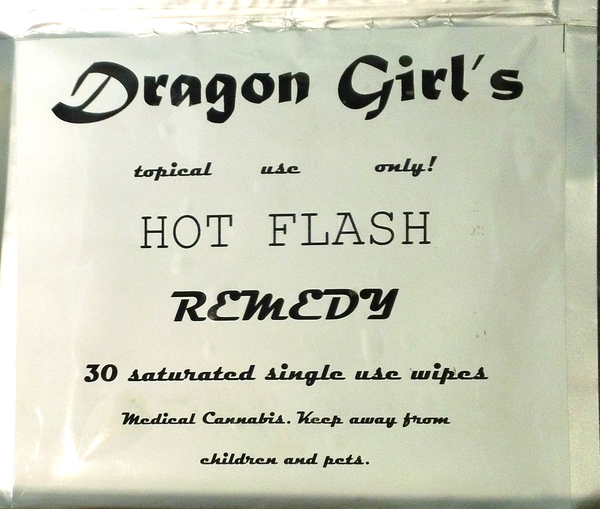 Dragon Girl's
topical use only!
HOT FLASH
REMEDY
30 saturated single use wipes
Medical Cannabis. Keep away from
children and pets.